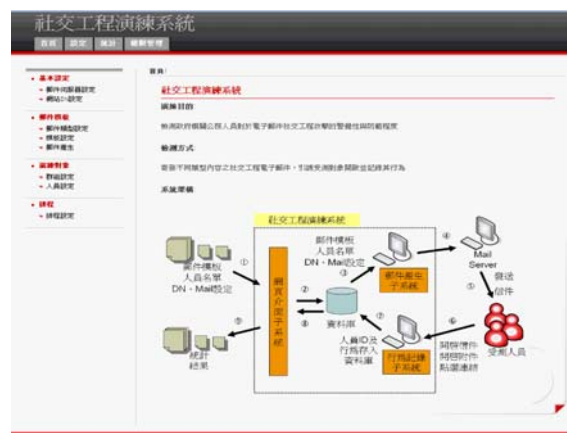 社交工程演練系統
首頁 設定 統計 權限管理
基本設定
郵件伺服器設定
網站DN設定
郵件模板
郵件類型設定
模板設定
郵件產生
演練對象
群組設定
人員設定
排程
排程設定
首頁/
社交工程演練系統
演練目的
檢測政府機關公務人員對於電子郵件社交工程攻擊的警覺性與防範程度
檢測方式
寄發不同類型內容之社交工程電子郵件，引誘受測對象開啟並記錄其行為
系統架構
社交工程演練系統
郵件模板
人員名單
DN、Mail設定
①
網頁介面子系統
②
⑧
資料庫
郵件模板
人員名單
DN、Mail設定
③
郵件產生
子系統
④
Mail
Server
⑤
發送
信件
受測人員
⑥
開啟信件
開啟附件
點選連結
行為記錄
子系統
⑦
人員ID及
行為存入
資料庫
⑨
統計
結果